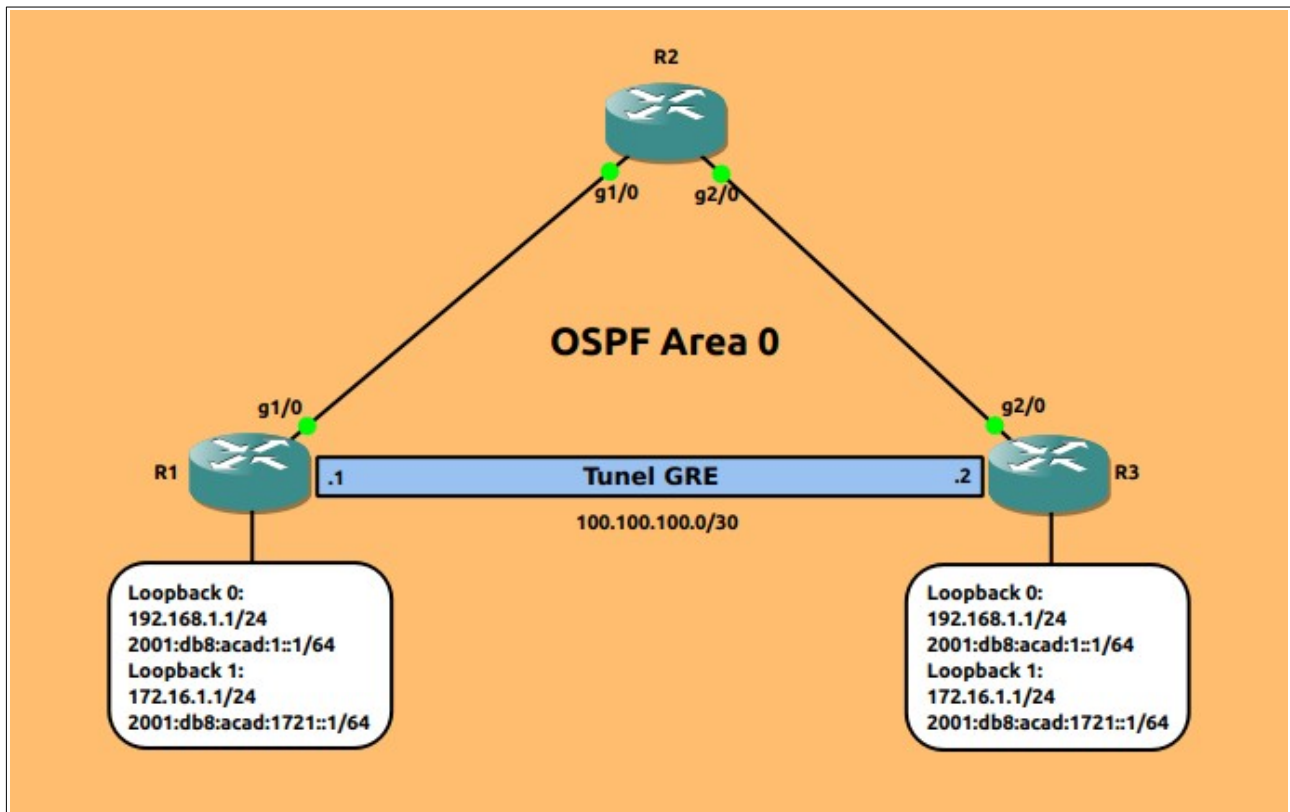 R2
g1/0
g2/0
OSPF Area 0
g1/0
g2/0
R1
.1
Tunel GRE
.2
R3
100.100.100.0/30
Loopback 0:
192.168.1.1/24
2001:db8:acad:1::1/64
Loopback 1:
172.16.1.1/24
2001:db8:acad:1721::1/64
Loopback 0:
192.168.1.1/24
2001:db8:acad:1::1/64
Loopback 1:
172.16.1.1/24
2001:db8:acad:1721::1/64